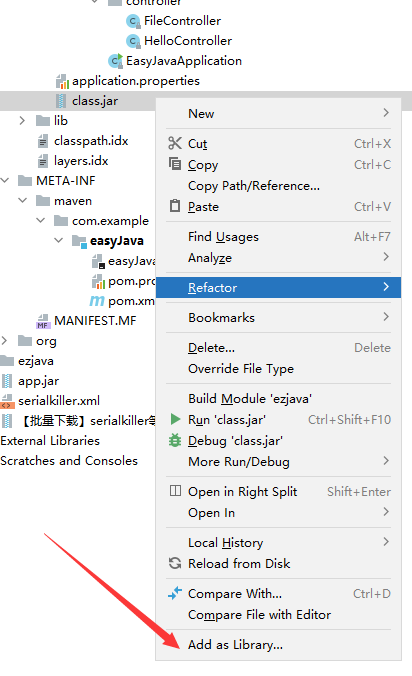 controller
FileController
HelloController
EasyJavaApplication
application.properties
class.jar
lib
classpath.idx
layers.idx
META-INF
maven
com.example
easyJava
easyJava
pom.pro
pom.xm
MANIFEST.MF
org
ezjava
app.jar
serialkiller.xml
【批量下载】serialkiller等
External Libraries
Scratches and Consoles
New
Cut Ctrl+X
Copy Ctrl+C
Copy Path/Reference...
Paste Ctrl+V
Find Usages Alt+F7
Analyze
Refactor
Bookmarks
Delete... Delete
Override File Type
Build Module 'ezjava'
Run 'class.jar' Ctrl+Shift+F10
Debug 'class.jar'
More Run/Debug
Open in Right Split Shift+Enter
Open In
Local History
Reload from Disk
Compare With... Ctrl+D
Compare File with Editor
Add as Library...